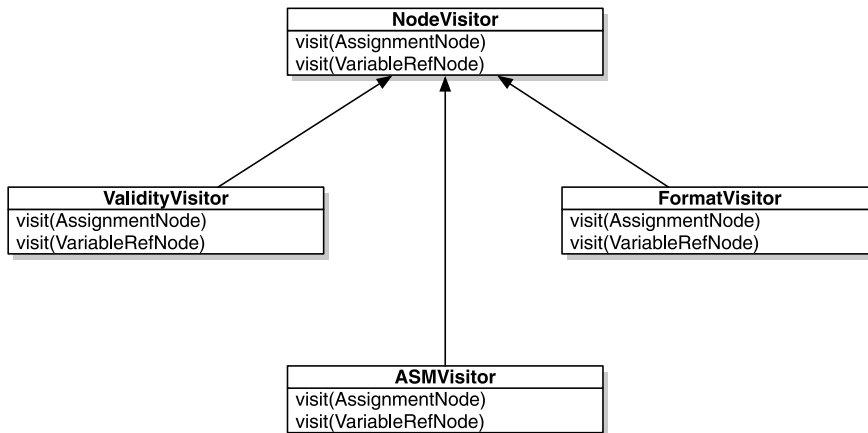 NodeVisitor
visit(AssignmentNode)
visit(VariableRefNode)
ValidityVisitor
visit(AssignmentNode)
visit(VariableRefNode)
FormatVisitor
visit(AssignmentNode)
visit(VariableRefNode)
ASMVisitor
visit(AssignmentNode)
visit(VariableRefNode)